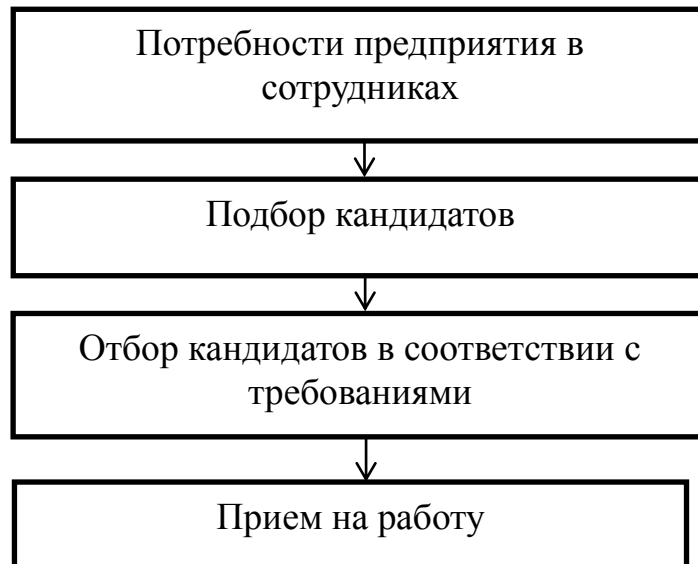 Потребности предприятия в
сотрудниках
Подбор кандидатов
Отбор кандидатов в соответствии с
требованиями
Прием на работу